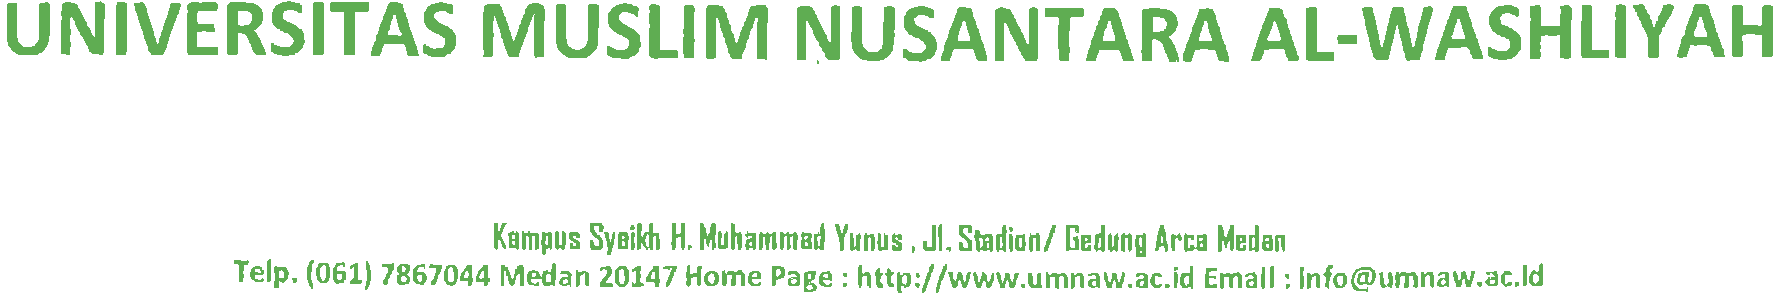 UNIVERSITAS MUSLIM NUSANTARA AL-WASHLIYAH
Kampus Syaikh H. Muhammad Yunus , Jl. Stadion/ Gedung Arca Medan
Telp. (061) 7867044 Medan 20147 Home Page : http://www.umnaw.ac.id Email : Info@umnaw.ac.Id